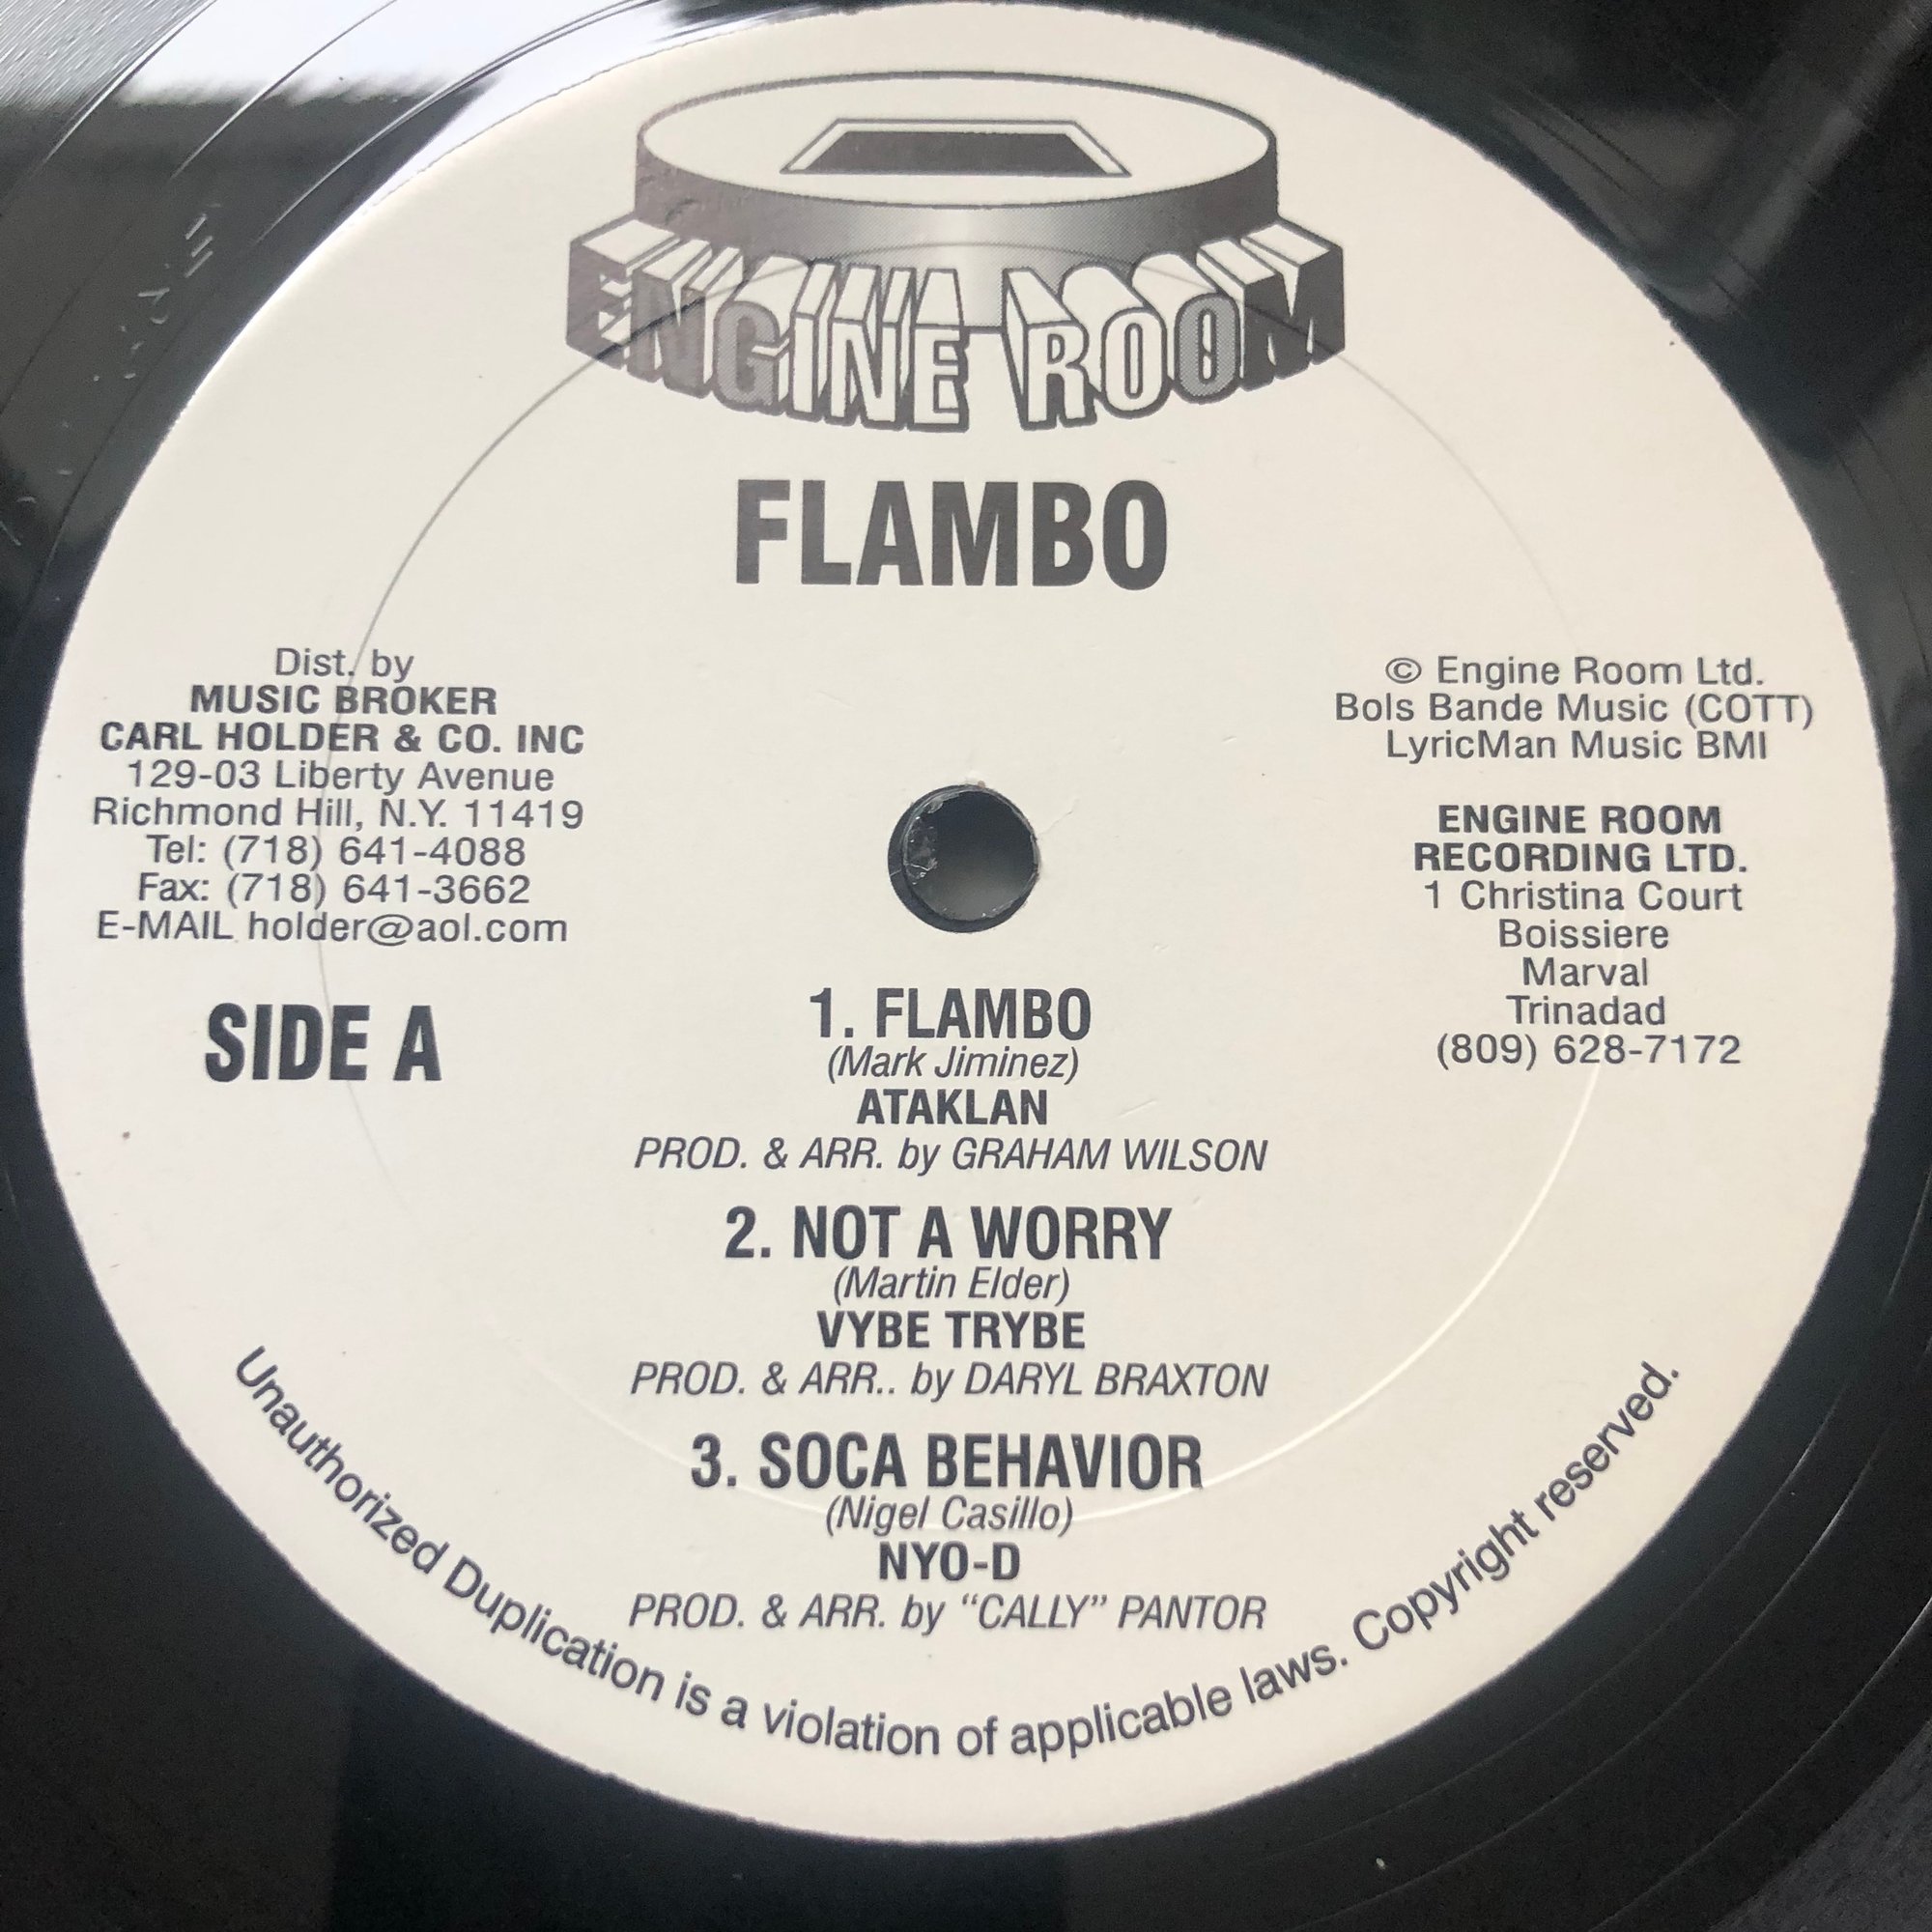 ENGINE ROOM
FLAMBO
Dist. by
MUSIC BROKER
CARL HOLDER & CO. INC
129-03 Liberty Avenue
Richmond Hill, N.Y. 11419
Tel: (718) 641-4088
Fax: (718) 641-3662
E-MAIL holder@aol.com
SIDE A
© Engine Room Ltd.
Bols Bande Music (COTT)
LyricMan Music BMI
ENGINE ROOM
RECORDING LTD.
1 Christina Court
Boissiere
Marval
Trinadad
(809) 628-7172
1. FLAMBO
(Mark Jiminez)
ATAKLAN
PROD. & ARR. by GRAHAM WILSON
2. NOT A WORRY
(Martin Elder)
VYBE TRYBE
PROD. & ARR.. by DARYL BRAXTON
3. SOCA BEHAVIOR
(Nigel Casillo)
NYO-D
PROD. & ARR. by “CALLY” PANTOR
Unauthorized Duplication is a violation of applicable laws. Copyright reserved.